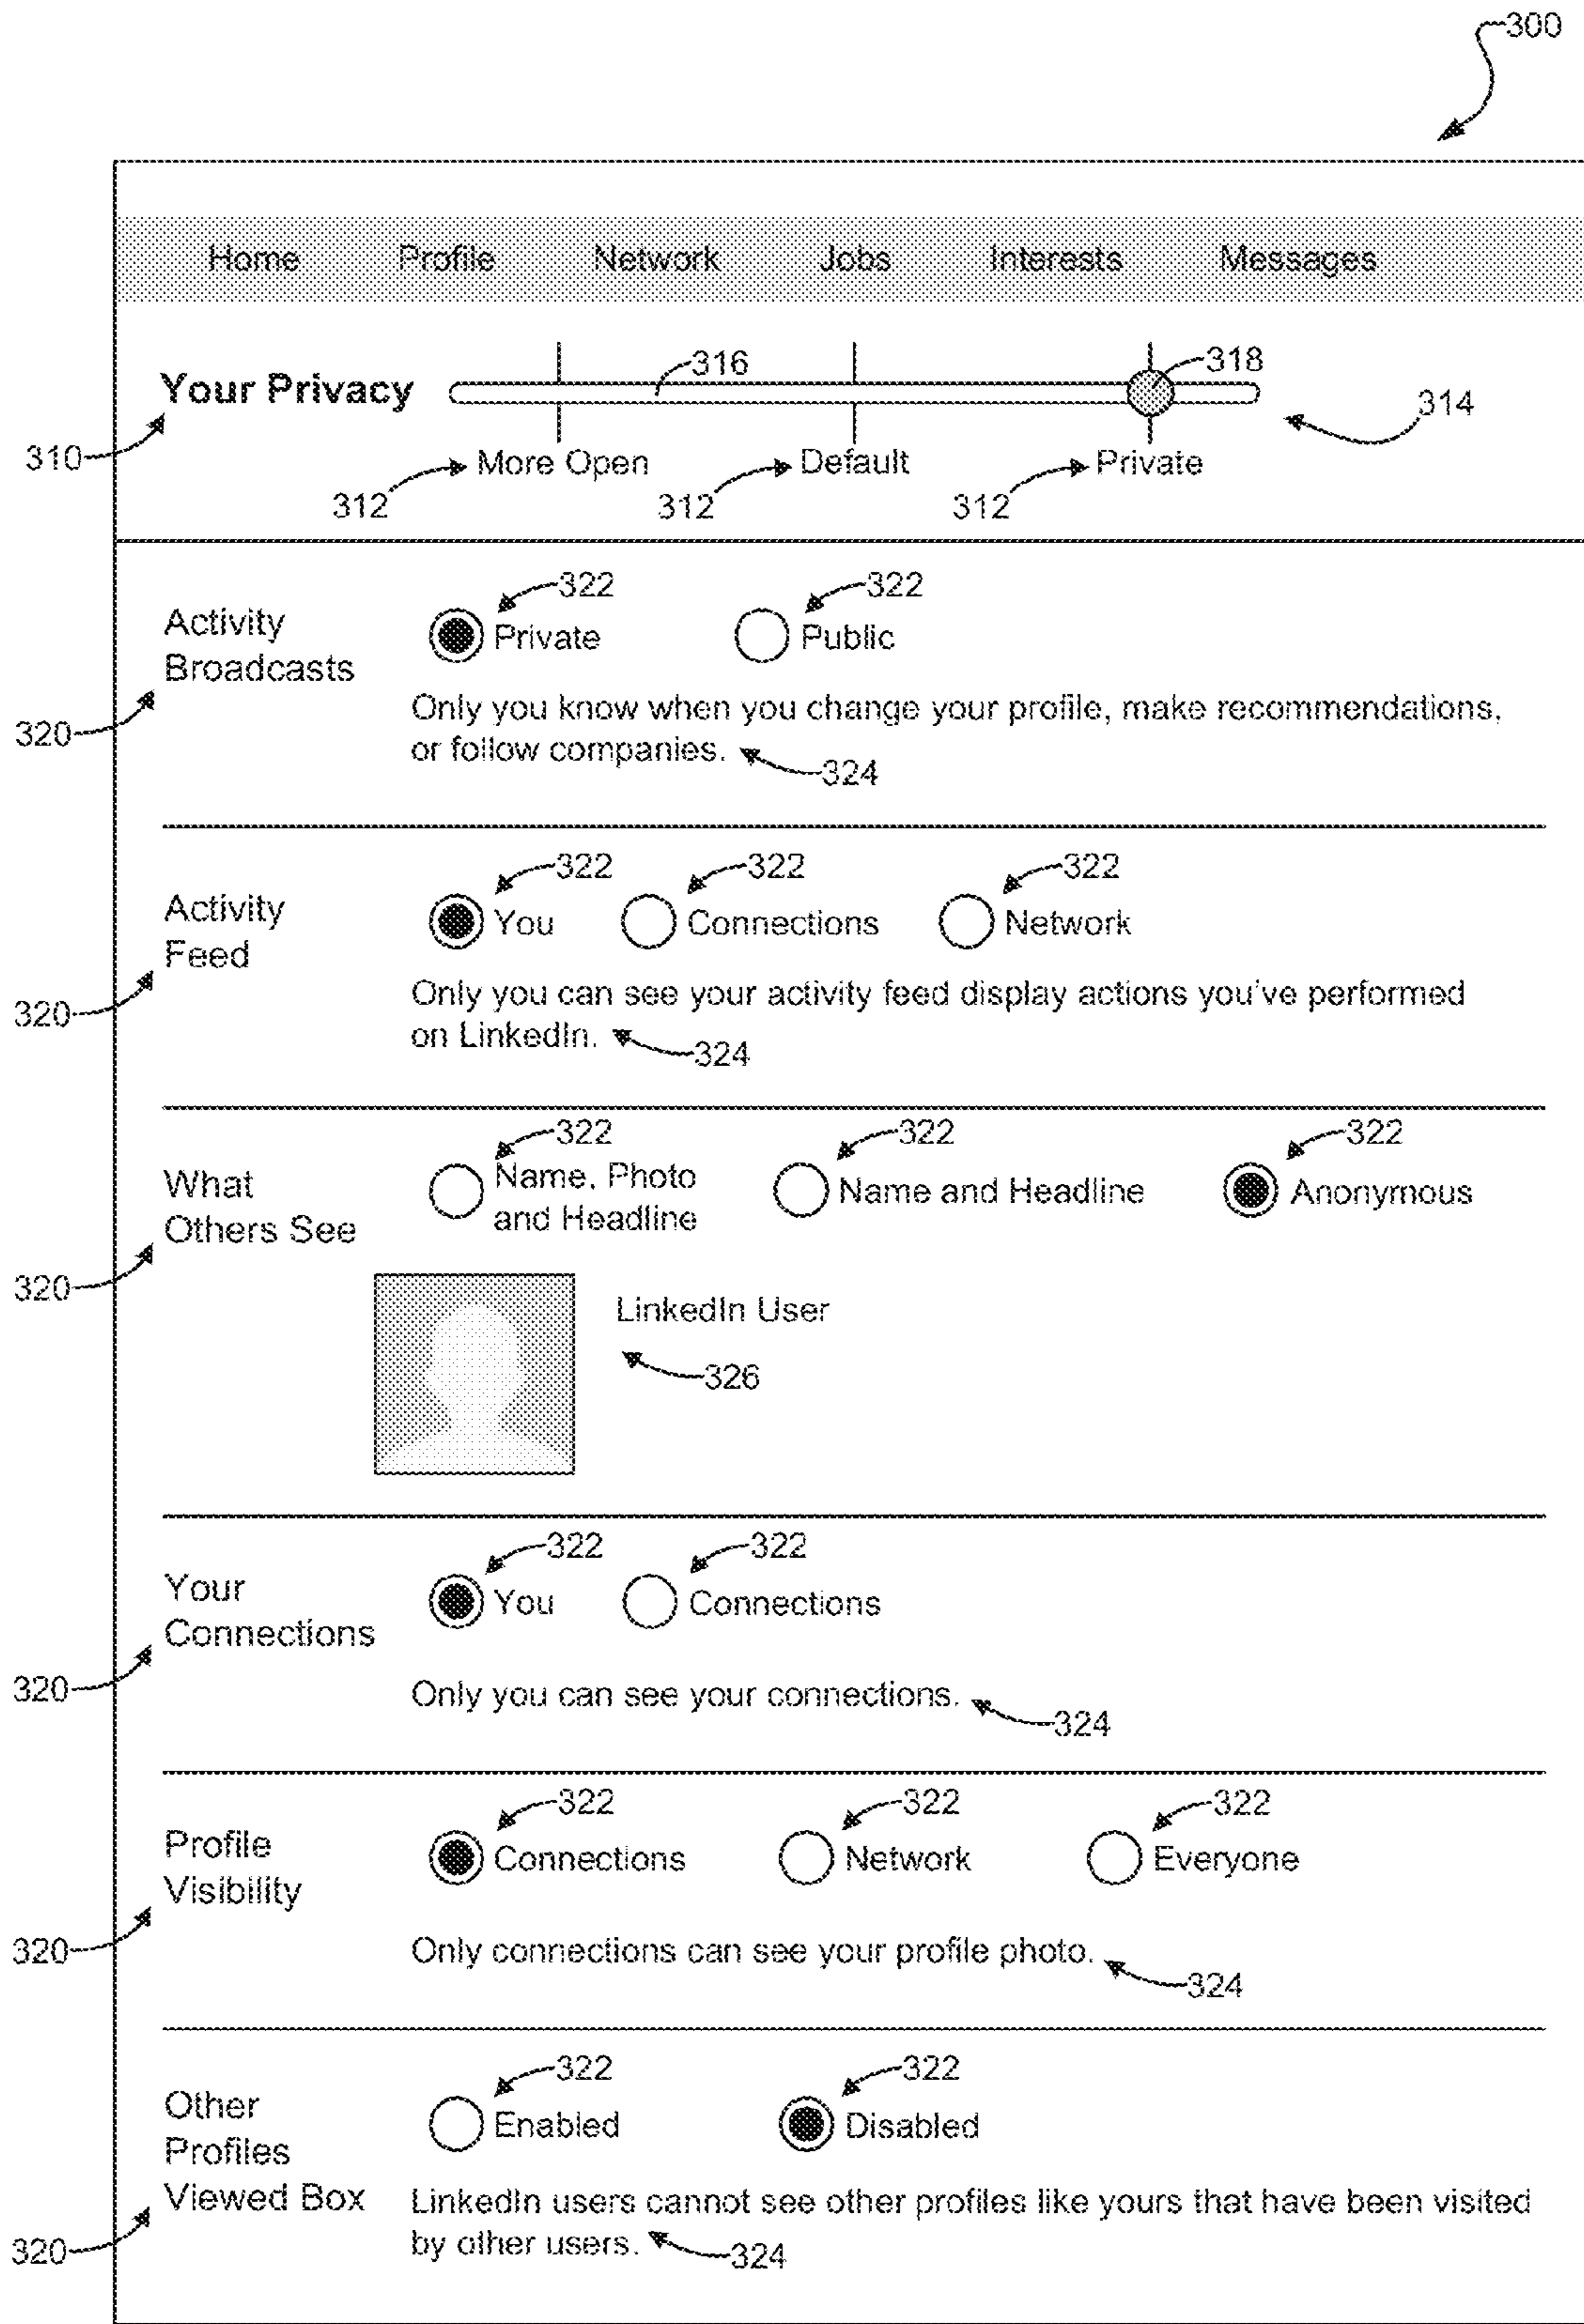 300
Home Profile Network Jobs Interests Messages
316 318
Your Privacy
314
310
More Open Default Private
312 312 312
322 322
Activity Private Public
Broadcasts
320
Only you know when you change your profile, make recommendations,
or follow companies.
324
322 322 322
Activity You Connections Network
Feed
320
Only you can see your activity feed display actions you've performed
on LinkedIn.
324
322 322 322
What Name, Photo Name and Headline Anonymous
Others See and Headline
320
LinkedIn User
326
322 322
Your You Connections
Connections
320
Only you can see your connections.
324
322 322 322
Profile Connections Network Everyone
Visibility
320
Only connections can see your profile photo.
324
322 322
Other Enabled Disabled
Profiles
Viewed Box LinkedIn users cannot see other profiles like yours that have been visited
320 by other users.
324